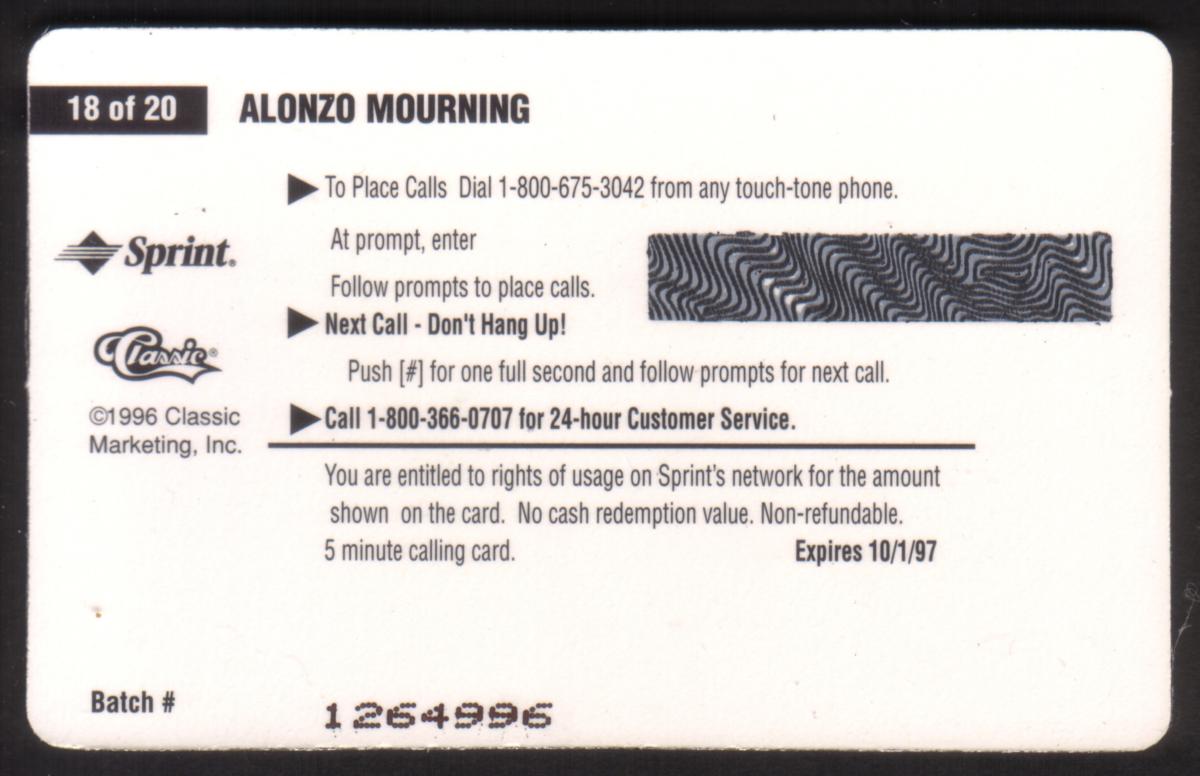 18 of 20
ALONZO MOURNING
To Place Calls Dial 1-800-675-3042 from any touch-tone phone.
Sprint.
At prompt, enter
Follow prompts to place calls.
Next Call - Don't Hang Up!
Classic®
Push [#] for one full second and follow prompts for next call.
©1996 Classic
Marketing, Inc.
Call 1-800-366-0707 for 24-hour Customer Service.
You are entitled to rights of usage on Sprint's network for the amount
shown on the card. No cash redemption value. Non-refundable.
5 minute calling card.
Expires 10/1/97
Batch #
1264996